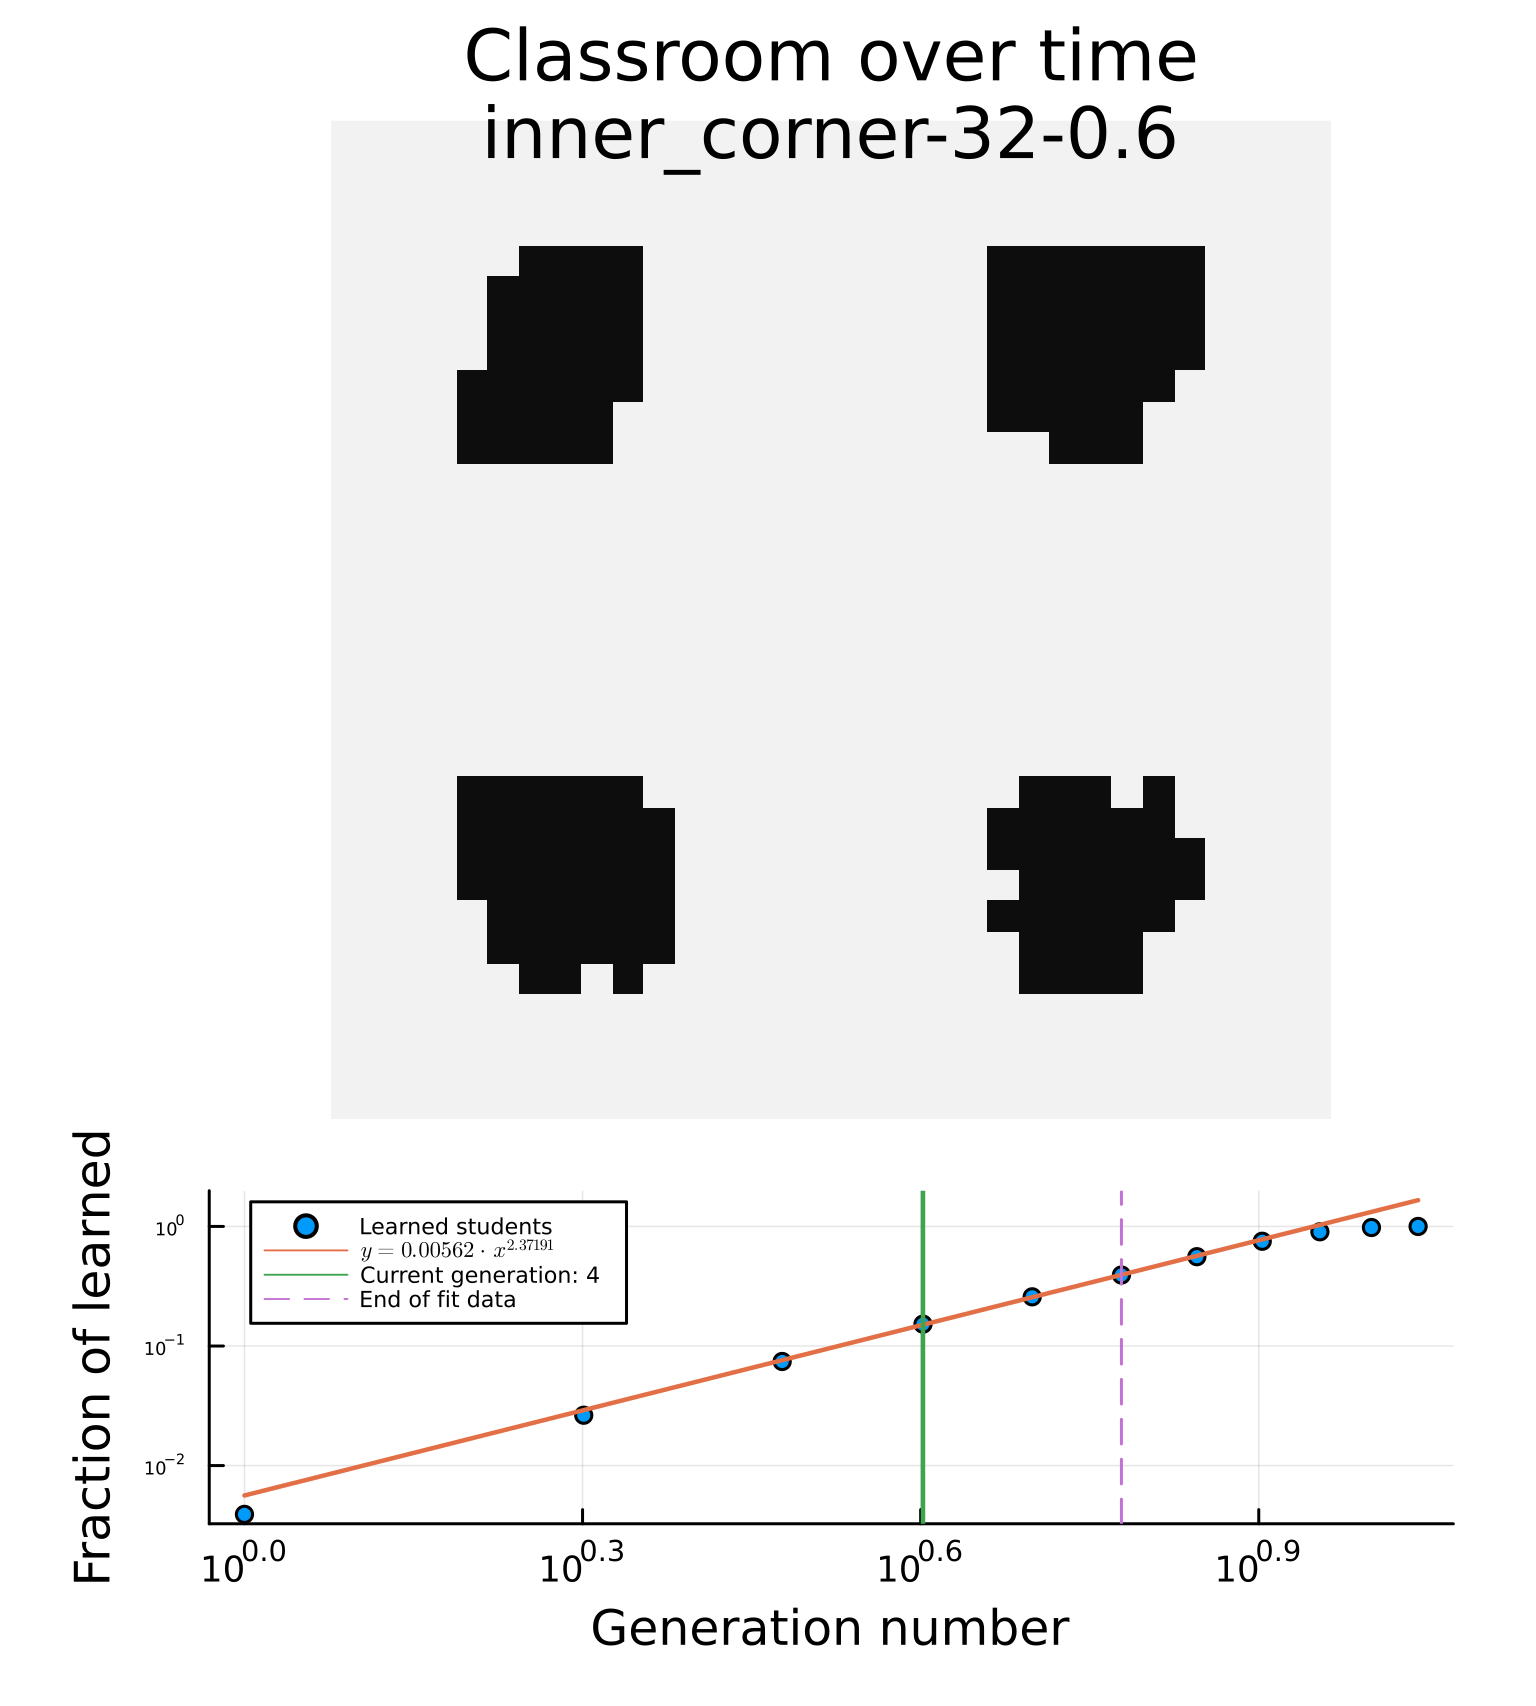 Classroom over time
inner_corner-32-0.6
Fraction of learned
10^0
10^-1
10^-2
Learned students
y = 0.00562 · x^2.37191
Current generation: 4
End of fit data
10^0.0 10^0.3 10^0.6 10^0.9
Generation number